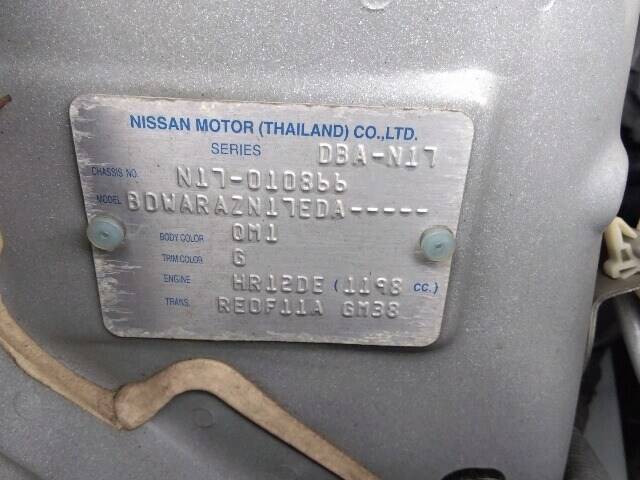 NISSAN MOTOR (THAILAND) CO.,LTD.
SERIES DBA-N17
CHASSIS NO. N17-010866
MODEL BDWARAZN17EDA-----
BODY COLOR QM1
TRIM COLOR G
ENGINE HR12DE (1198 CC.)
TRANS. RE0F11A GM38